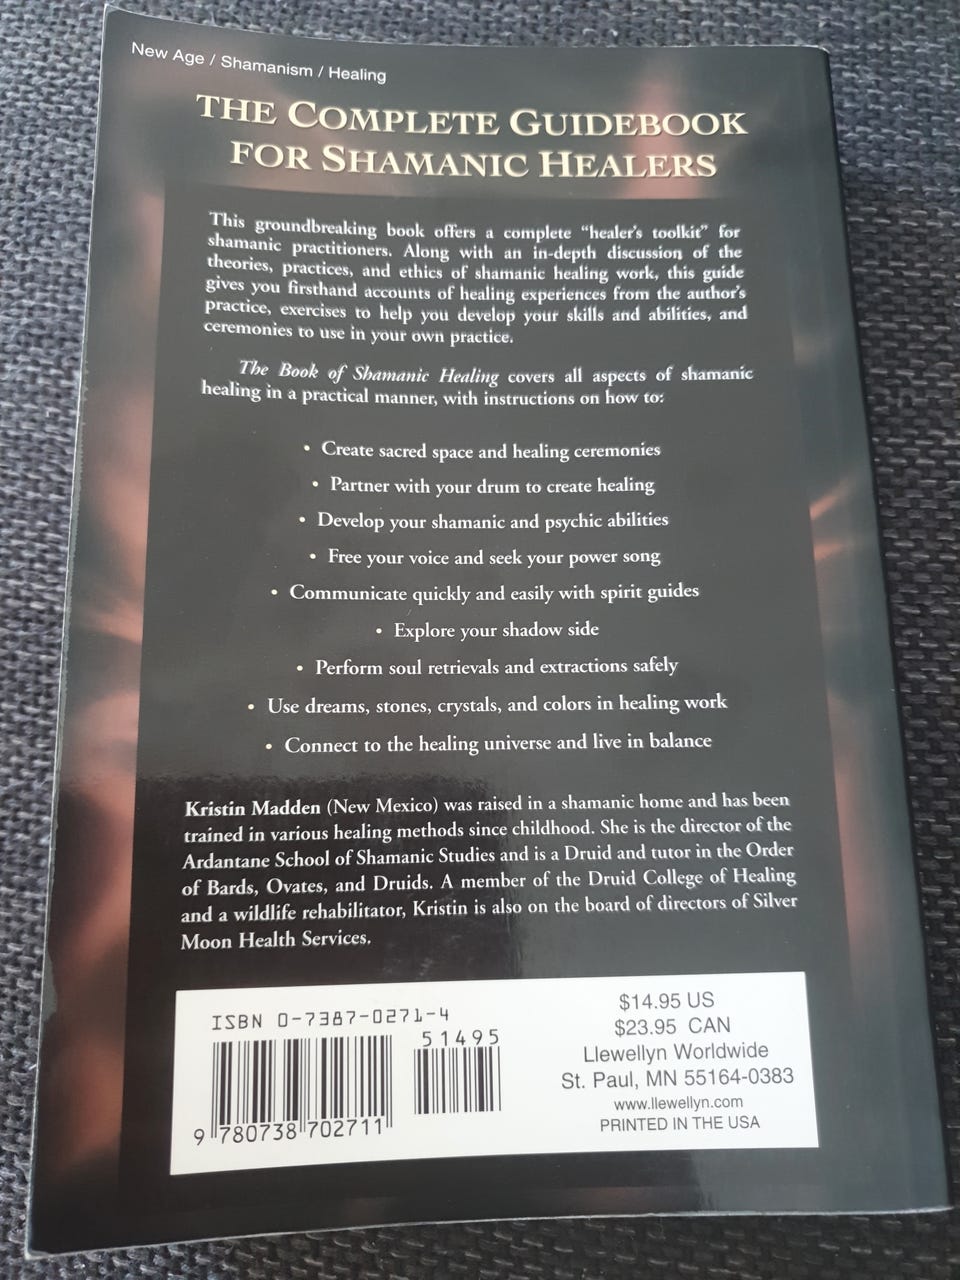 New Age / Shamanism / Healing
THE COMPLETE GUIDEBOOK
FOR SHAMANIC HEALERS
This groundbreaking book offers a complete “healer’s toolkit” for
shamanic practitioners. Along with an in-depth discussion of the
theories, practices, and ethics of shamanic healing work, this guide
gives you firsthand accounts of healing experiences from the author’s
practice, exercises to help you develop your skills and abilities, and
ceremonies to use in your own practice.
The Book of Shamanic Healing covers all aspects of shamanic
healing in a practical manner, with instructions on how to:
• Create sacred space and healing ceremonies
• Partner with your drum to create healing
• Develop your shamanic and psychic abilities
• Free your voice and seek your power song
• Communicate quickly and easily with spirit guides
• Explore your shadow side
• Perform soul retrievals and extractions safely
• Use dreams, stones, crystals, and colors in healing work
• Connect to the healing universe and live in balance
Kristin Madden (New Mexico) was raised in a shamanic home and has been
trained in various healing methods since childhood. She is the director of the
Ardantane School of Shamanic Studies and is a Druid and tutor in the Order
of Bards, Ovates, and Druids. A member of the Druid College of Healing
and a wildlife rehabilitator, Kristin is also on the board of directors of Silver
Moon Health Services.
ISBN 0-7387-0271-4
51495
9 780738 702711
$14.95 US
$23.95 CAN
Llewellyn Worldwide
St. Paul, MN 55164-0383
www.llewellyn.com
PRINTED IN THE USA